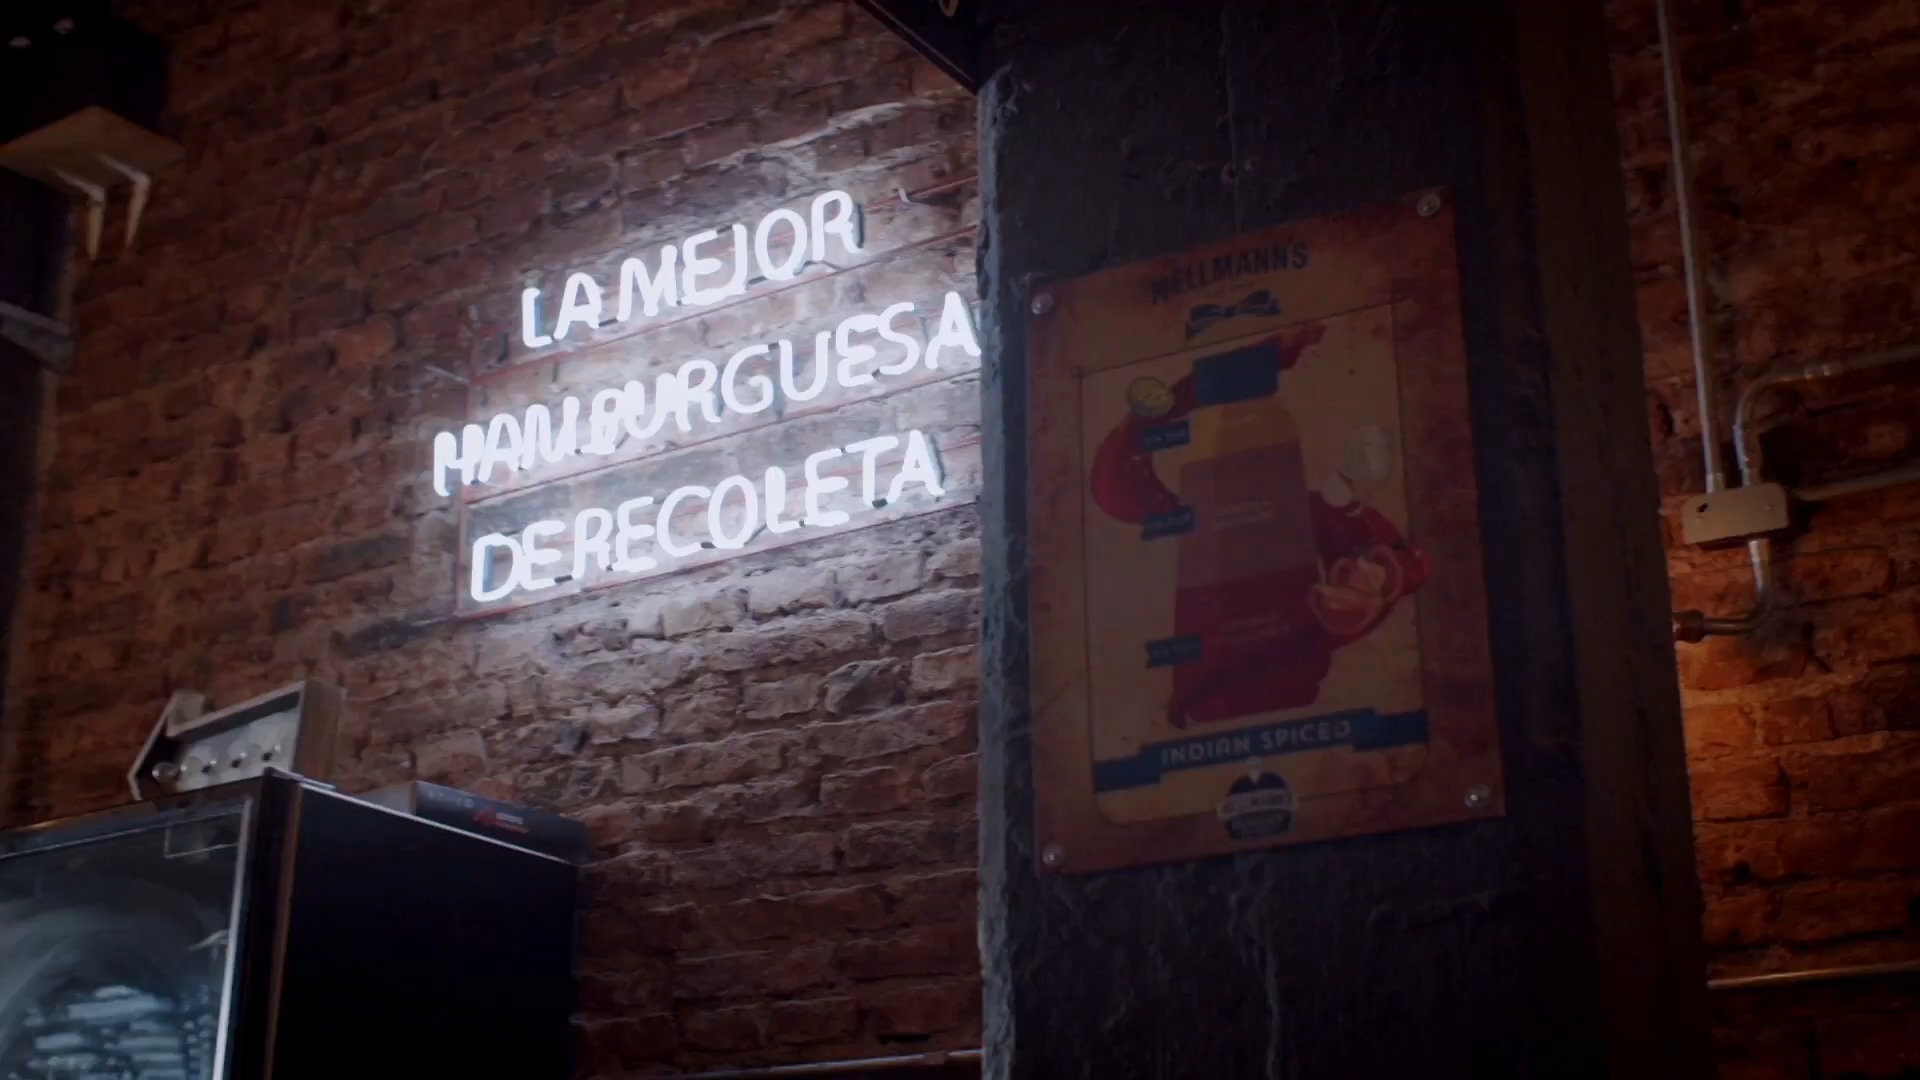 LA MEJOR
HAMBURGUESA
DE RECOLETA
HELLMANN'S
INDIAN SPICED